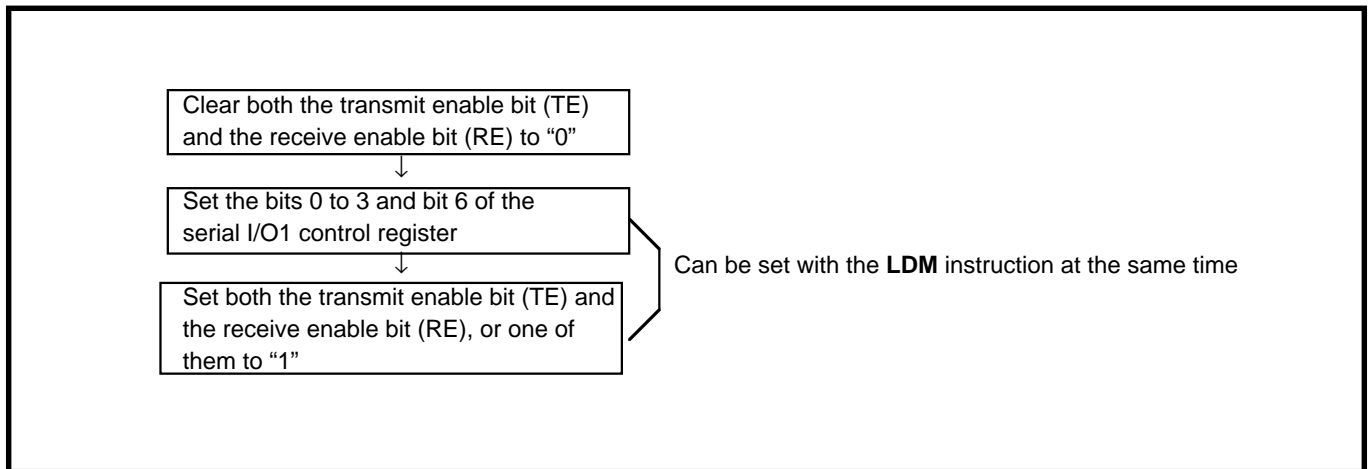 Clear both the transmit enable bit (TE)
and the receive enable bit (RE) to “0”
↓
Set the bits 0 to 3 and bit 6 of the
serial I/O1 control register
Can be set with the LDM instruction at the same time
↓
Set both the transmit enable bit (TE) and
the receive enable bit (RE), or one of
them to “1”